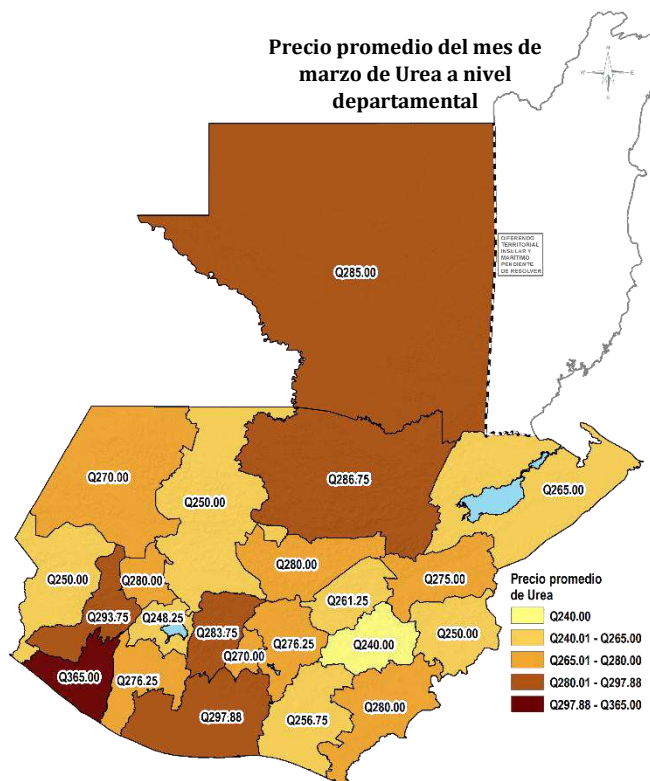 Precio promedio del mes de
marzo de Urea a nivel
departamental
N
W
E
S
DIFERENDO
TERRITORIAL
INSULAR Y
MARÍTIMO
PENDIENTE
DE RESOLVER
Q285.00
Q270.00
Q250.00
Q286.75
Q265.00
Q250.00
Q280.00
Q280.00
Q275.00
Q261.25
Q293.75
Q248.25
Q283.75
Q276.25
Q240.00
Q250.00
Q270.00
Q365.00
Q276.25
Q297.88
Q256.75
Q280.00
Precio promedio
de Urea
Q240.00
Q240.01 - Q265.00
Q265.01 - Q280.00
Q280.01 - Q297.88
Q297.88 - Q365.00